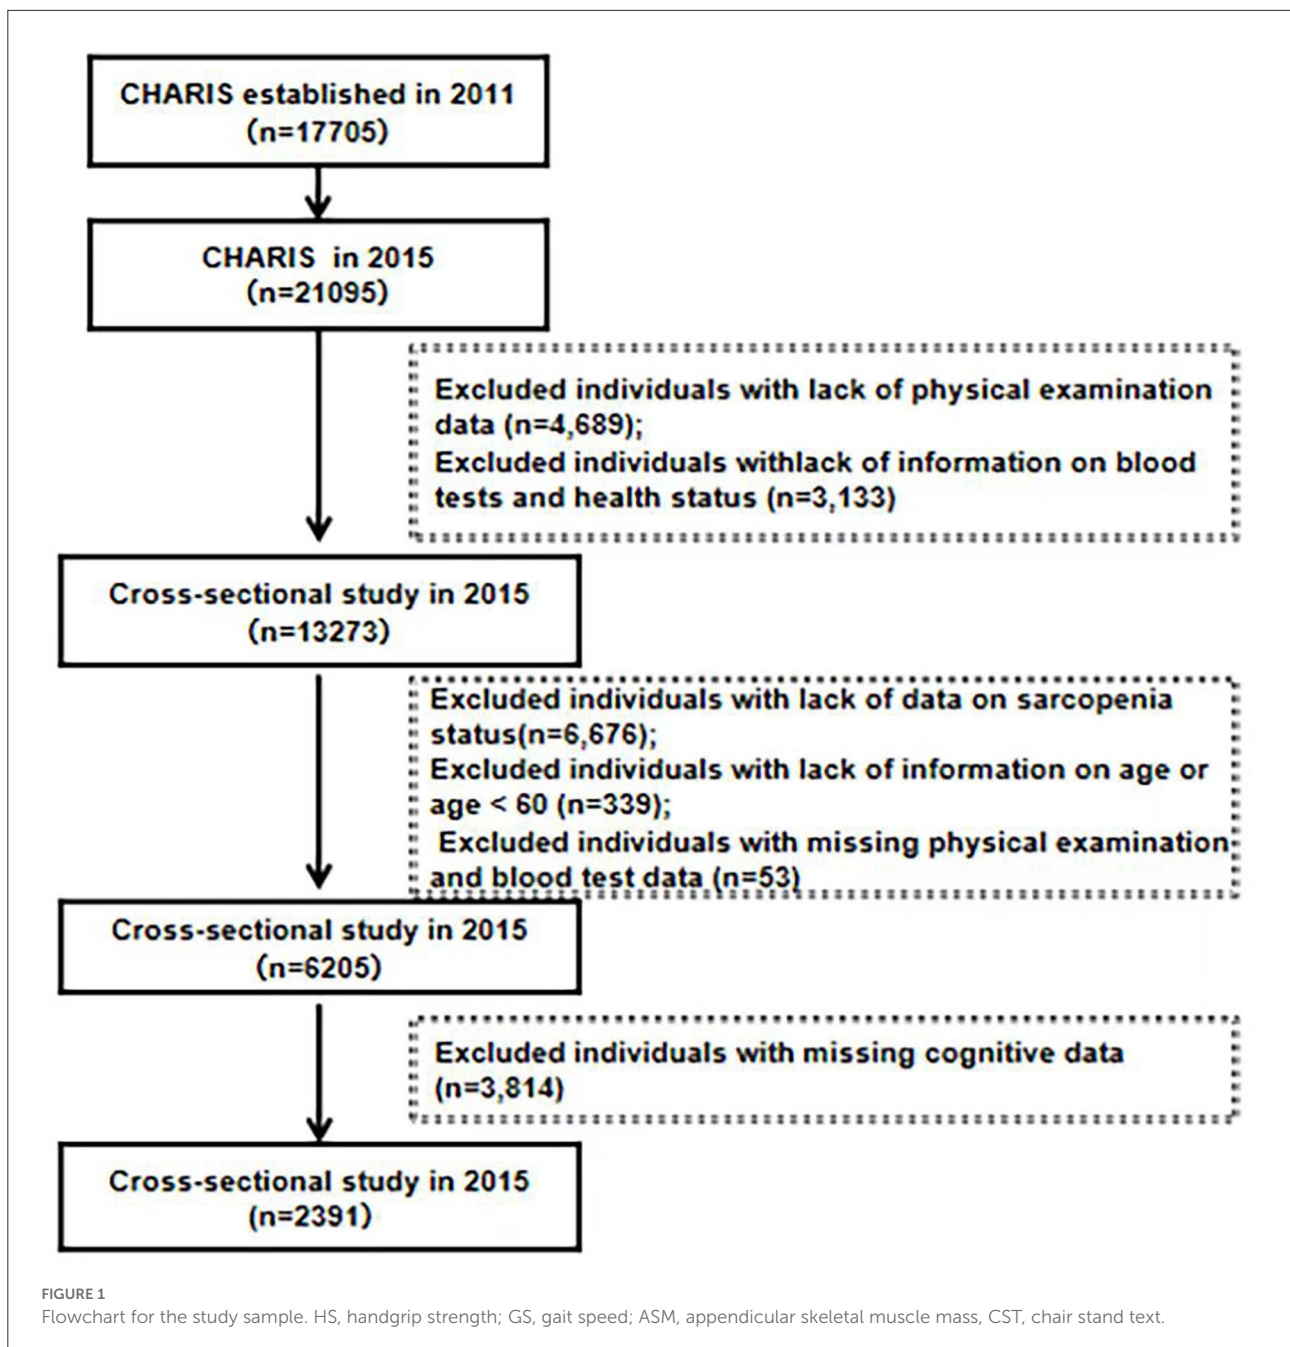 CHARIS established in 2011
(n=17705)
CHARIS in 2015
(n=21095)
Excluded individuals with lack of physical examination
data (n=4,689);
Excluded individuals withlack of information on blood
tests and health status (n=3,133)
Cross-sectional study in 2015
(n=13273)
Excluded individuals with lack of data on sarcopenia
status(n=6,676);
Excluded individuals with lack of information on age or
age < 60 (n=339);
Excluded individuals with missing physical examination
and blood test data (n=53)
Cross-sectional study in 2015
(n=6205)
Excluded individuals with missing cognitive data
(n=3,814)
Cross-sectional study in 2015
(n=2391)
FIGURE 1
Flowchart for the study sample. HS, handgrip strength; GS, gait speed; ASM, appendicular skeletal muscle mass, CST, chair stand text.